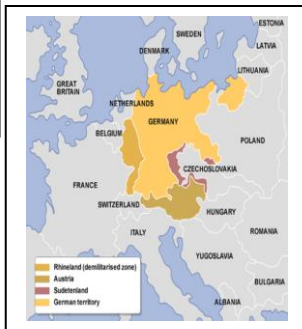 ESTONIA
SWEDEN
LATVIA
DENMARK
LITHUANIA
GREAT
BRITAIN
NETHERLANDS
GERMANY
BELGIUM
POLAND
CZECHOSLOVAKIA
FRANCE
SWITZERLAND
HUNGARY
ITALY
ROMANIA
YUGOSLAVIA
BULGARIA
ALBANIA
Rhineland (demilitarised zone)
Austria
Sudetenland
German territory